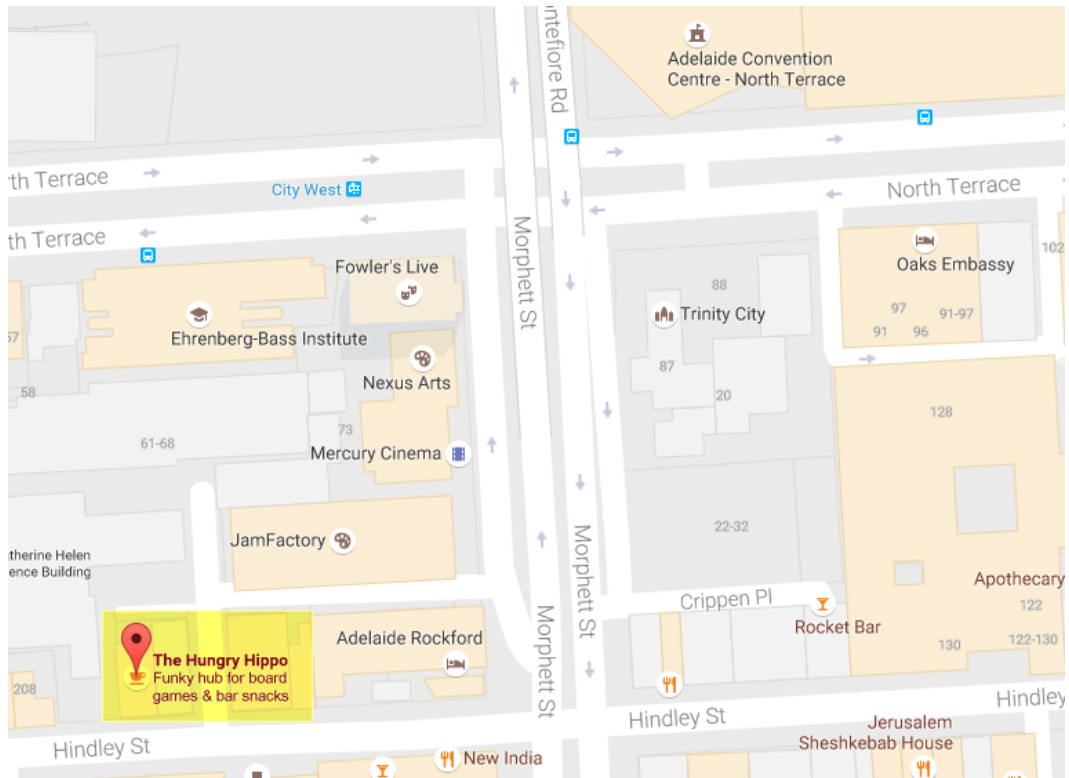 ntefiore Rd
Adelaide Convention
Centre - North Terrace
rth Terrace
City West
North Terrace
th Terrace
Morphett St
Oaks Embassy
102
Fowler's Live
88
97
91-97
91
96
Trinity City
Ehrenberg-Bass Institute
57
Nexus Arts
87
20
58
128
73
61-68
Mercury Cinema
22-32
JamFactory
Morphett St
atherine Helen
ence Building
Apothecary
Crippen Pl
122
Rocket Bar
Morphett St
Adelaide Rockford
130
122-130
The Hungry Hippo
Funky hub for board
games & bar snacks
208
Hindley
Hindley St
Jerusalem
Sheshkebab House
Hindley St
New India